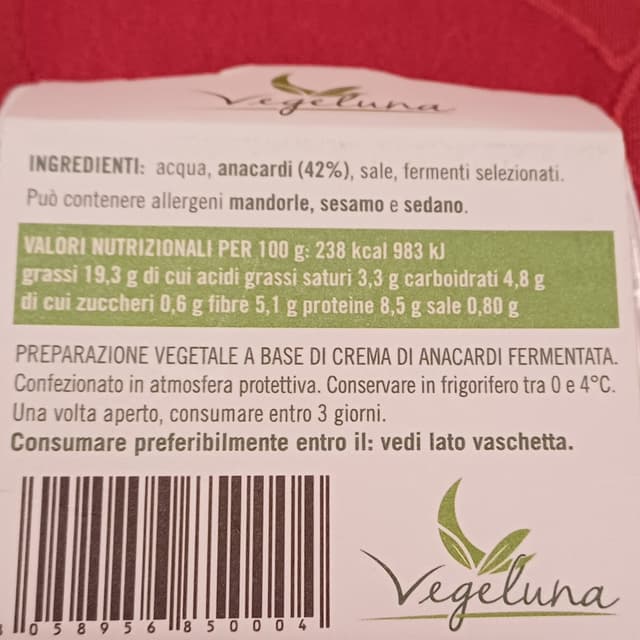 Vegeluna
INGREDIENTI: acqua, anacardi (42%), sale, fermenti selezionati.
Può contenere allergeni mandorle, sesamo e sedano.
VALORI NUTRIZIONALI PER 100 g: 238 kcal 983 kJ
grassi 19,3 g di cui acidi grassi saturi 3,3 g carboidrati 4,8 g
di cui zuccheri 0,6 g fibre 5,1 g proteine 8,5 g sale 0,80 g
PREPARAZIONE VEGETALE A BASE DI CREMA DI ANACARDI FERMENTATA.
Confezionato in atmosfera protettiva. Conservare in frigorifero tra 0 e 4°C.
Una volta aperto, consumare entro 3 giorni.
Consumare preferibilmente entro il: vedi lato vaschetta.
058956 850004
Vegeluna